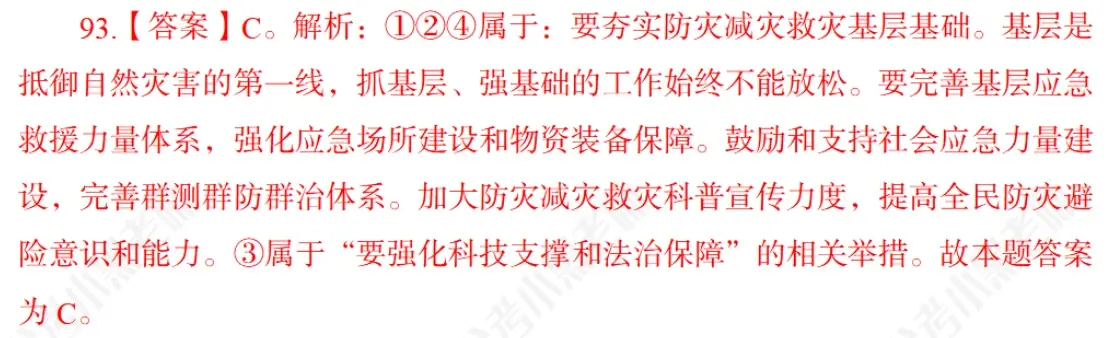 93.【答案】C。解析：①②④属于：要夯实防灾减灾救灾基层基础。基层是
抵御自然灾害的第一线，抓基层、强基础的工作始终不能放松。要完善基层应急
救援力量体系，强化应急场所建设和物资装备保障。鼓励和支持社会应急力量建
设，完善群测群防群治体系。加大防灾减灾救灾科普宣传力度，提高全民防灾避
险意识和能力。③属于“要强化科技支撑和法治保障”的相关举措。故本题答案
为 C。